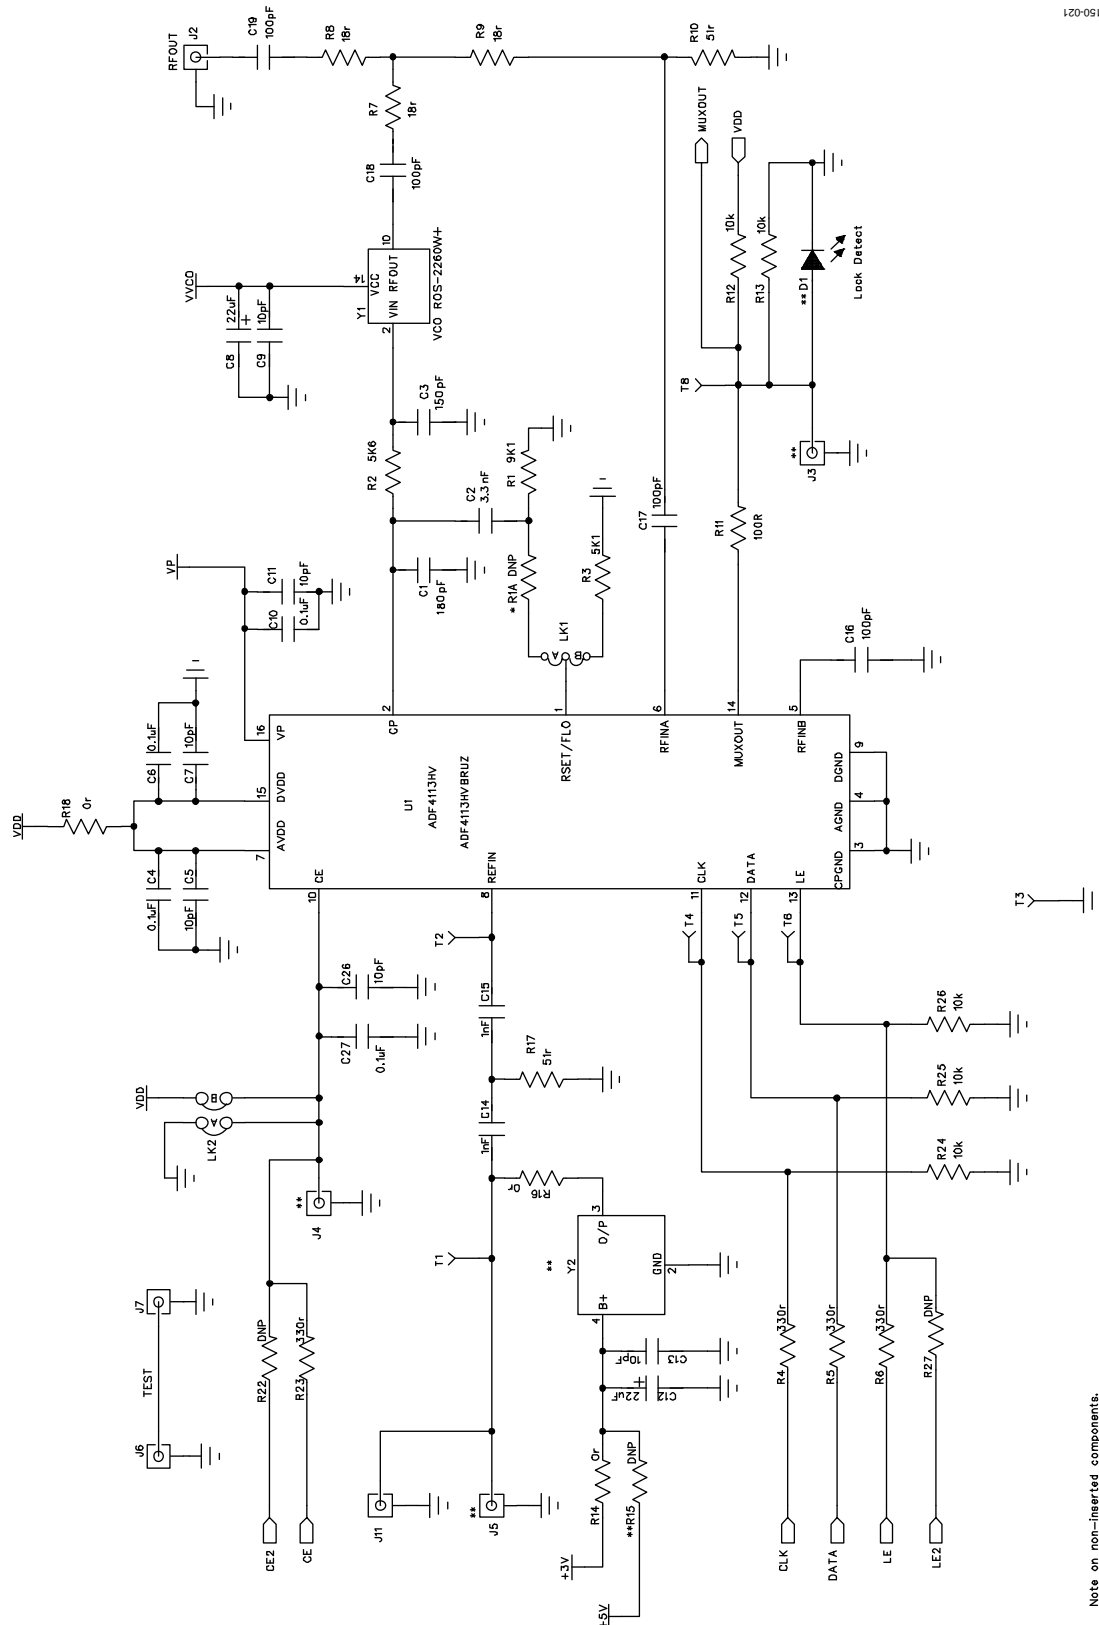 150-021
RFOUT
J2
C19
100pF
R8
18r
R9
18r
R10
51r
R7
18r
C18
100pF
MUXOUT
VDD
VVCO
22uF
+
C8
10pF
C9
14
VCC
Y1
VIN RFOUT
10
2
VCO ROS-2260W+
R12
10k
R13
10k
** D1
Lock Detect
T8
C3
150pF
R2
5K6
C2
3.3nF
R1
9K1
**
J3
C17
100pF
R11
100R
VP
C11
10pF
C10
0.1uF
C1
180pF
* R1A DNP
R3
5K1
LK1
A
B
C16
100pF
0.1uF
C6
10pF
C7
16
VP
2
CP
1
RSET/FLO
6
RFINA
14
MUXOUT
5
RFINB
VDD
R18
0r
15
DVDD
7
AVDD
U1
ADF4113HV
ADF4113HVBRUZ
9
DGND
4
AGND
3
CPGND
C4
0.1uF
C5
10pF
CE
10
REFIN
8
CLK
11
DATA
12
LE
13
T2
T4
T5
T6
T3
C26
10pF
C27
0.1uF
C15
1nF
R17
51r
C14
1nF
R26
10k
R25
10k
R24
10k
VDD
B
A
LK2
**
J4
R16
0r
T1
3
O/P
**
Y2
GND
2
B+
4
J7
TEST
J6
R22
DNP
R23
330r
10pF
C13
22uF
+
C12
R4
330r
R5
330r
R6
330r
R27
DNP
CE2
CE
J11
**
J5
R14
0r
**R15
DNP
+3V
+5V
CLK
DATA
LE
LE2
Note on non-inserted components.